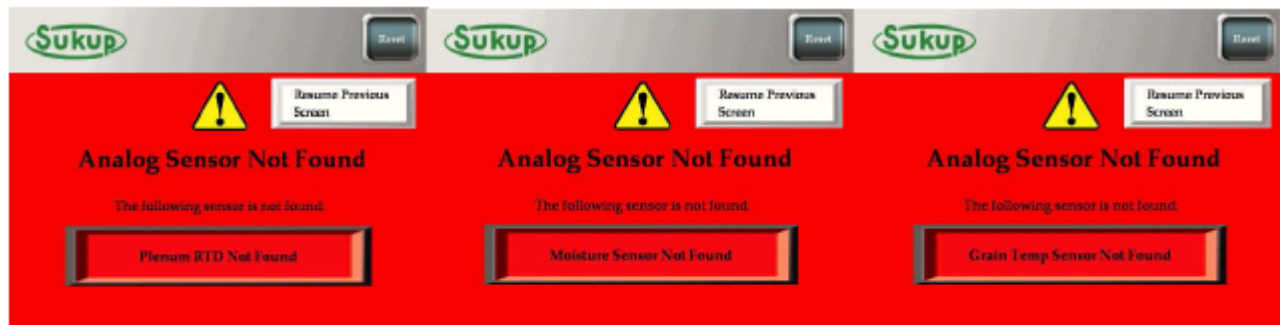 Sukup
Reset
Resume Previous
Screen
Analog Sensor Not Found
The following sensor is not found.
Plenum RTD Not Found
Sukup
Reset
Resume Previous
Screen
Analog Sensor Not Found
The following sensor is not found.
Moisture Sensor Not Found
Sukup
Reset
Resume Previous
Screen
Analog Sensor Not Found
The following sensor is not found.
Grain Temp Sensor Not Found